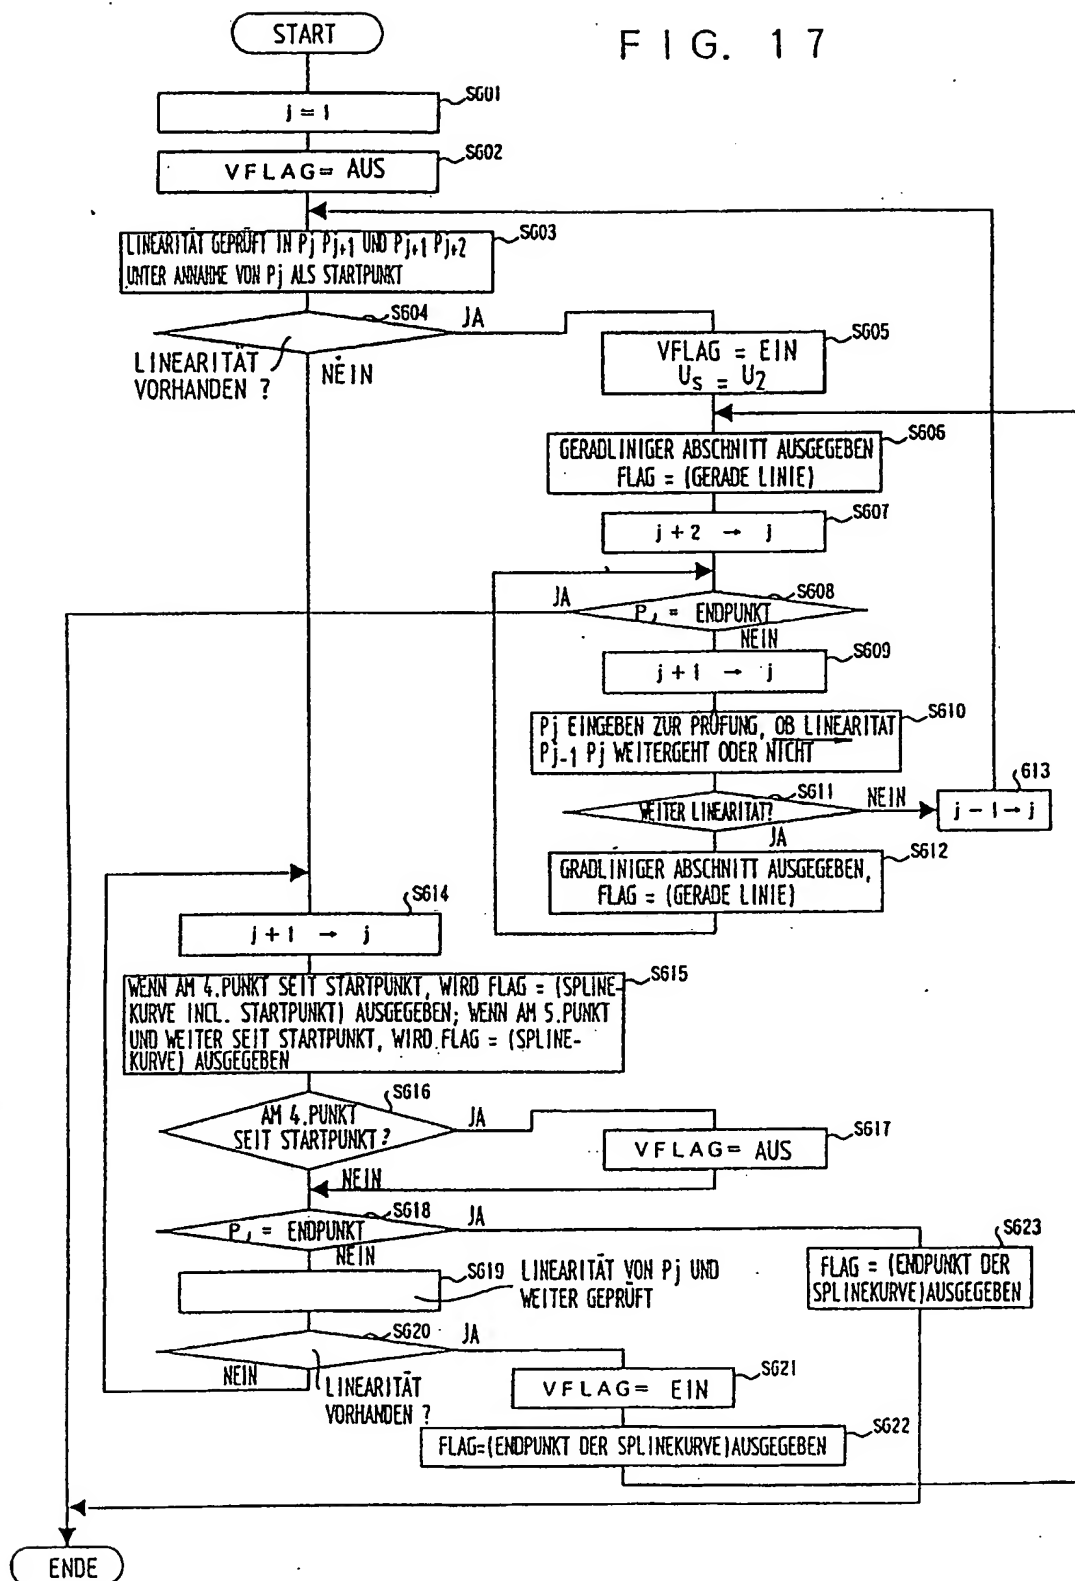 START
FIG. 17
S601
j = 1
S602
VFLAG= AUS
S603
LINEARITÄT GEPRÜFT IN Pj Pj+1 UND Pj+1 Pj+2
UNTER ANNAHME VON Pj ALS STARTPUNKT
S604
JA
LINEARITÄT
VORHANDEN ?
NEIN
S605
VFLAG = EIN
Us = U2
S606
GERADLINIGER ABSCHNITT AUSGEGEBEN
FLAG = (GERADE LINIE)
S607
j + 2 → j
S608
JA
Pj = ENDPUNKT
NEIN
S609
j + 1 → j
S610
Pj EINGEBEN ZUR PRÜFUNG, OB LINEARITÄT
Pj-1 Pj WEITERGEHT ODER NICHT
S611
WEITER LINEARITÄT?
NEIN
613
j - 1 → j
JA
S612
GRADLINIGER ABSCHNITT AUSGEGEBEN,
FLAG = (GERADE LINIE)
S614
j + 1 → j
S615
WENN AM 4.PUNKT SEIT STARTPUNKT, WIRD FLAG = (SPLINE-
KURVE INCL. STARTPUNKT) AUSGEGEBEN; WENN AM 5.PUNKT
UND WEITER SEIT STARTPUNKT, WIRD FLAG = (SPLINE-
KURVE) AUSGEGEBEN
S616
AM 4.PUNKT
SEIT STARTPUNKT?
JA
S617
VFLAG= AUS
NEIN
S618
Pj = ENDPUNKT
JA
NEIN
S623
FLAG = (ENDPUNKT DER
SPLINEKURVE)AUSGEGEBEN
S619
LINEARITÄT VON Pj UND
WEITER GEPRÜFT
S620
JA
NEIN
LINEARITÄT
VORHANDEN ?
S621
VFLAG= EIN
S622
FLAG=(ENDPUNKT DER SPLINEKURVE)AUSGEGEBEN
ENDE